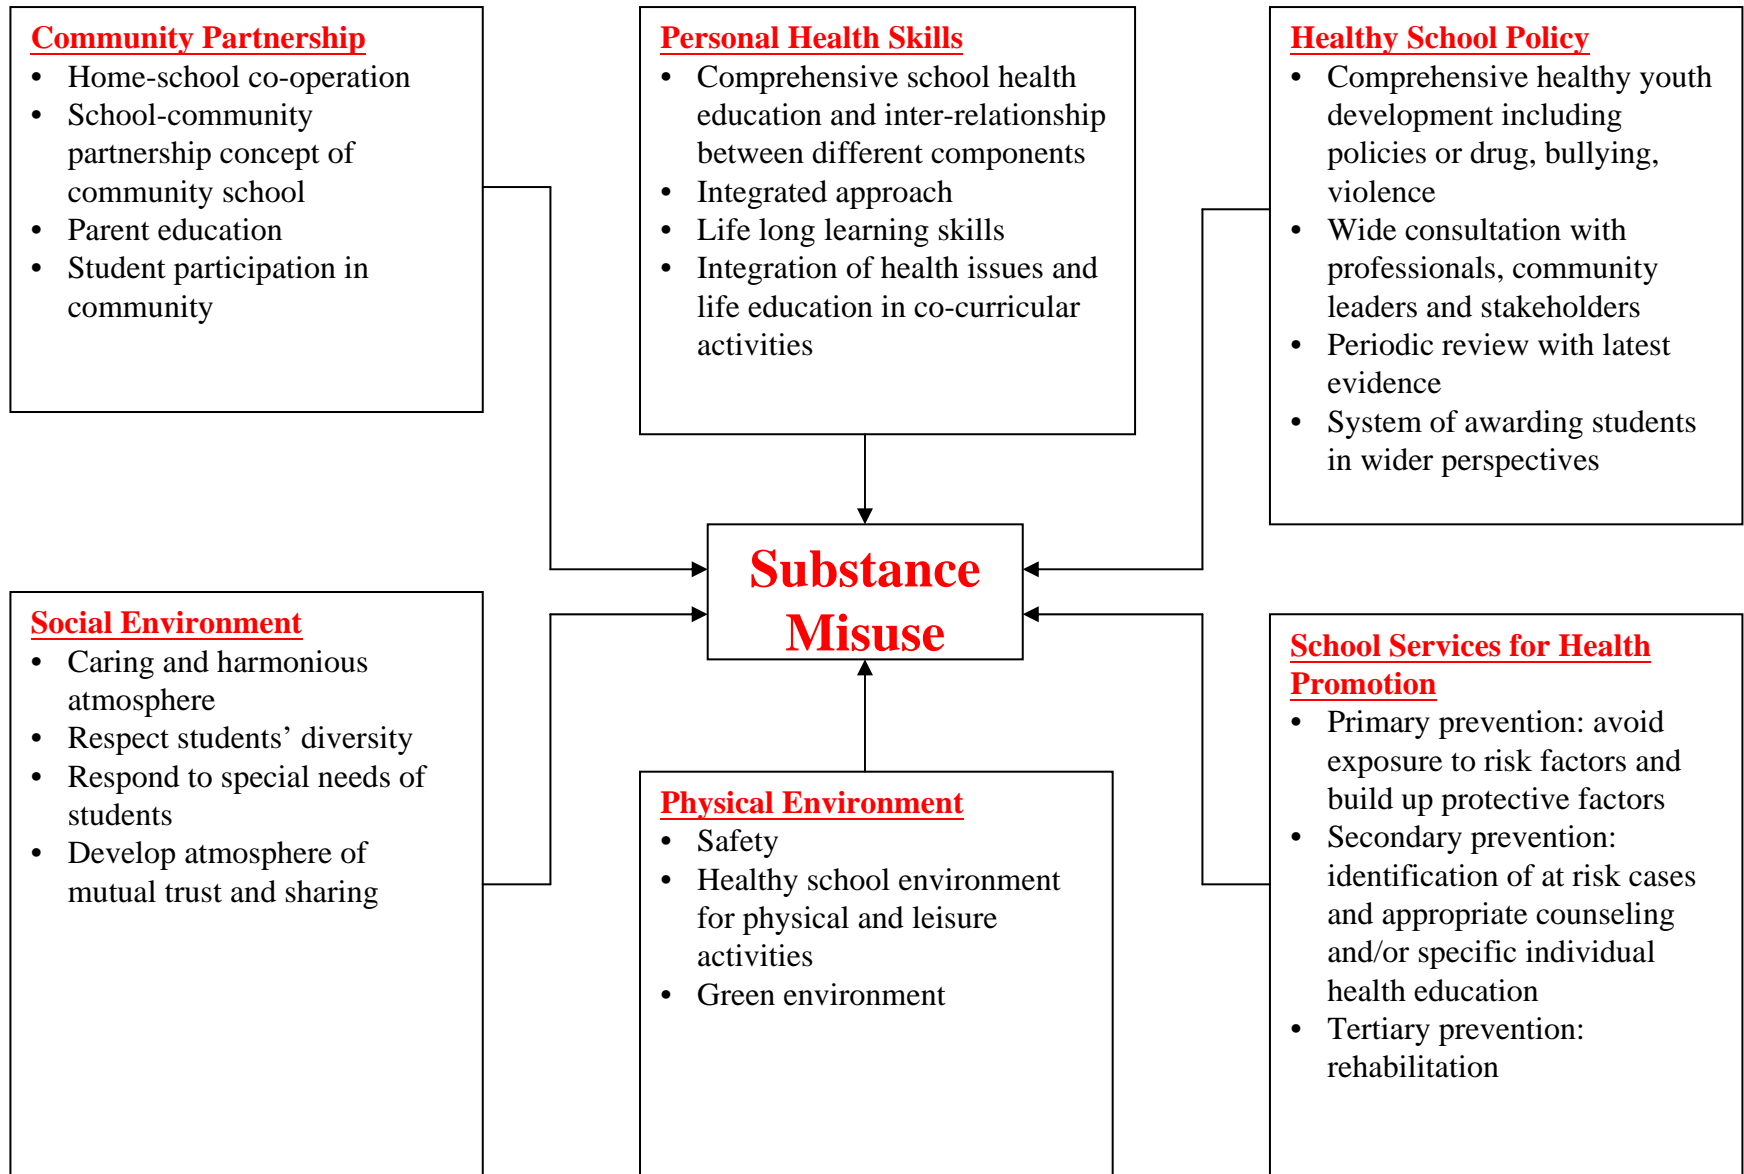 Community Partnership
• Home-school co-operation
• School-community
partnership concept of
community school
• Parent education
• Student participation in
community
Personal Health Skills
• Comprehensive school health
education and inter-relationship
between different components
• Integrated approach
• Life long learning skills
• Integration of health issues and
life education in co-curricular
activities
Healthy School Policy
• Comprehensive healthy youth
development including
policies or drug, bullying,
violence
• Wide consultation with
professionals, community
leaders and stakeholders
• Periodic review with latest
evidence
• System of awarding students
in wider perspectives
Substance
Misuse
Social Environment
• Caring and harmonious
atmosphere
• Respect students’ diversity
• Respond to special needs of
students
• Develop atmosphere of
mutual trust and sharing
Physical Environment
• Safety
• Healthy school environment
for physical and leisure
activities
• Green environment
School Services for Health
Promotion
• Primary prevention: avoid
exposure to risk factors and
build up protective factors
• Secondary prevention:
identification of at risk cases
and appropriate counseling
and/or specific individual
health education
• Tertiary prevention:
rehabilitation